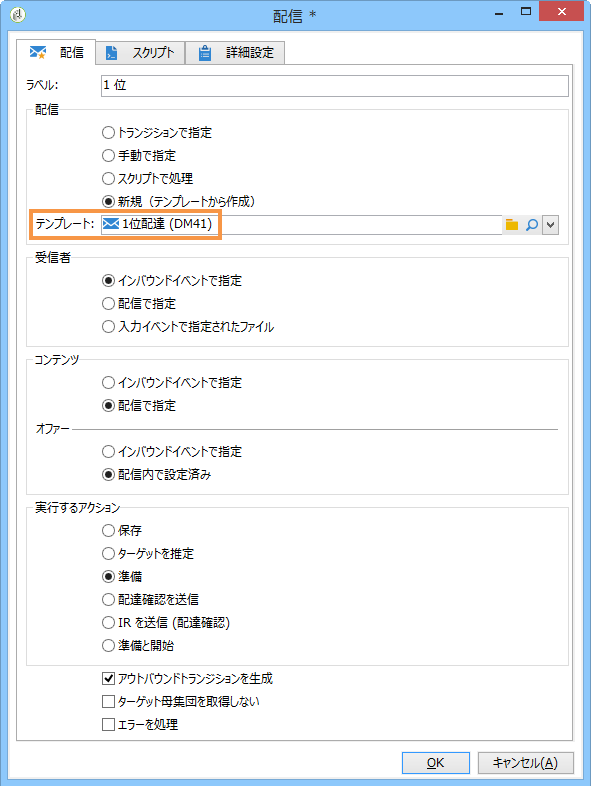 配信 *
配信
スクリプト
詳細設定
ラベル:
1 位
配信
トランジションで指定
手動で指定
スクリプトで処理
新規（テンプレートから作成）
テンプレート: 1位配達 (DM41)
受信者
インバウンドイベントで指定
配信で指定
入力イベントで指定されたファイル
コンテンツ
インバウンドイベントで指定
配信で指定
オファー
インバウンドイベントで指定
配信内で設定済み
実行するアクション
保存
ターゲットを推定
準備
配達確認を送信
IR を送信 (配達確認)
準備と開始
アウトバウンドトランジションを生成
ターゲット母集団を取得しない
エラーを処理
OK
キャンセル(A)